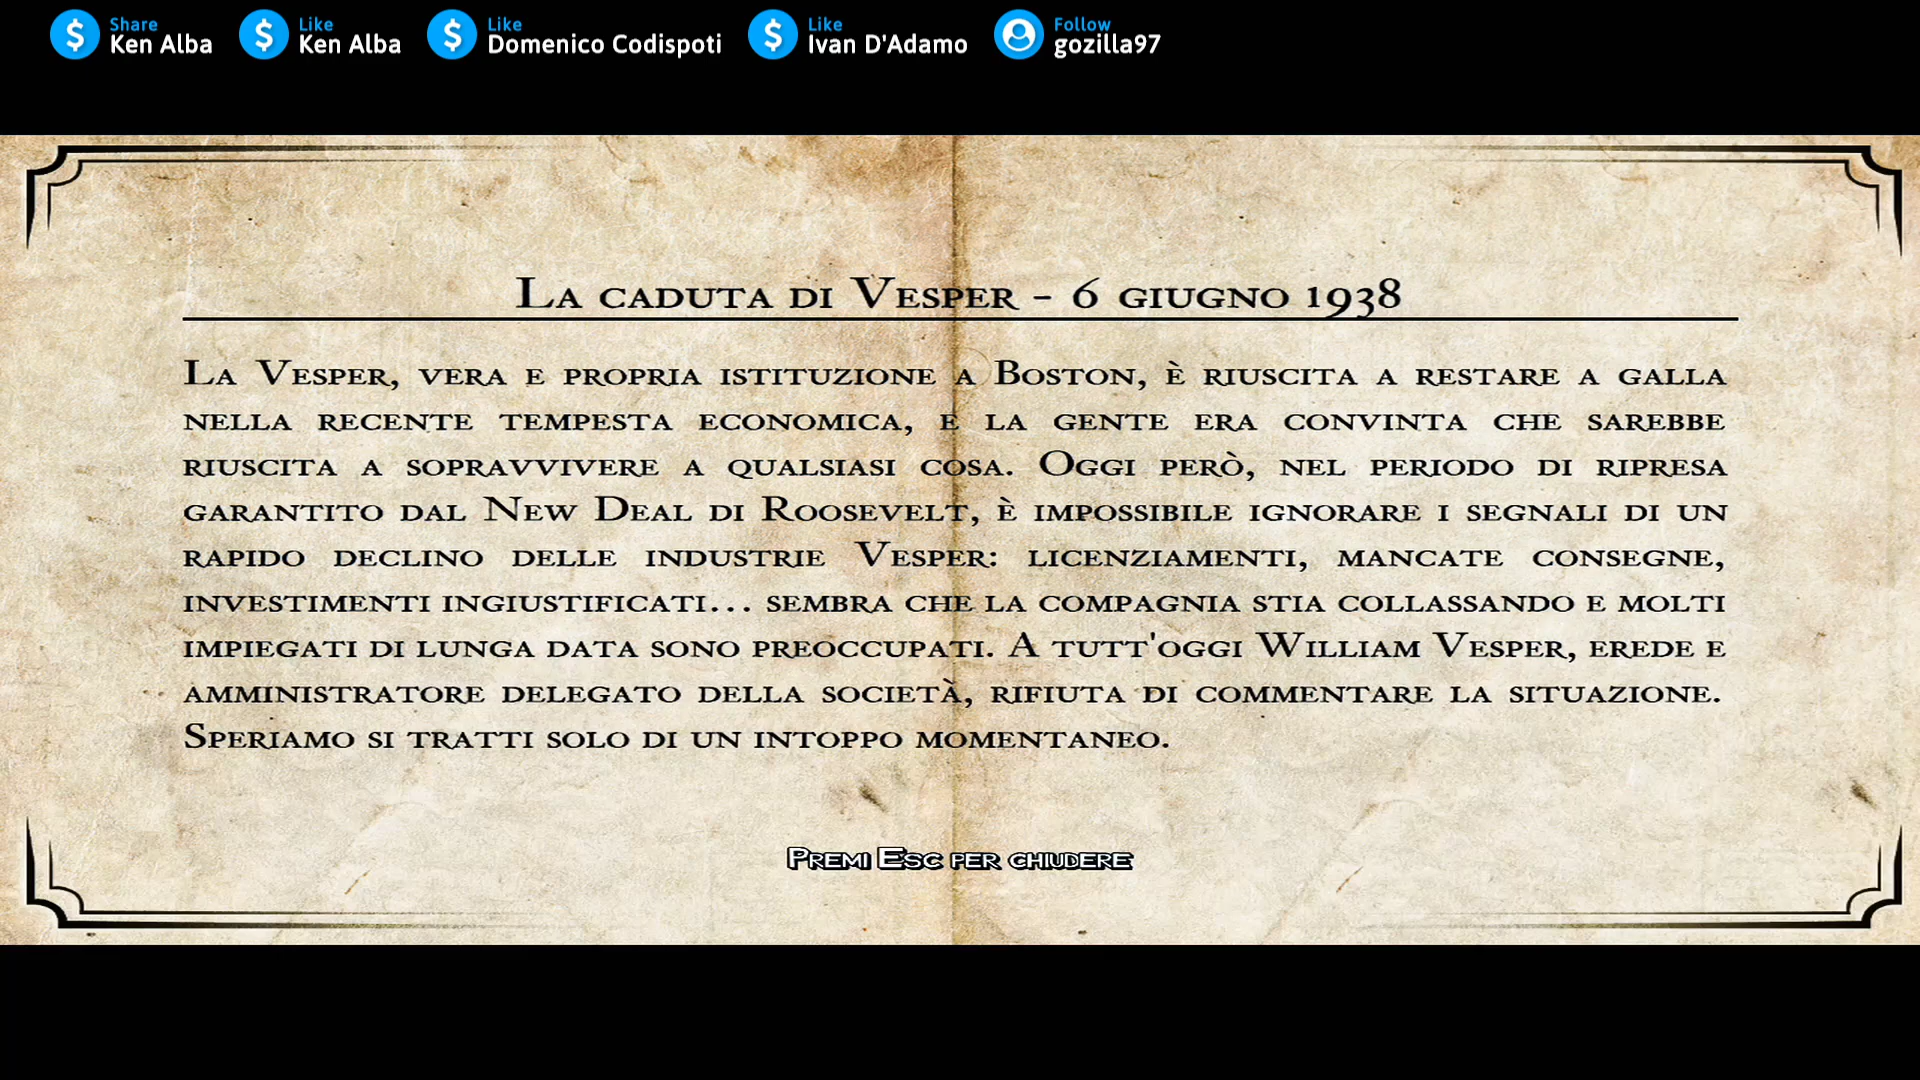 Share
Ken Alba
Like
Ken Alba
Like
Domenico Codispoti
Like
Ivan D'Adamo
Follow
gozilla97
La caduta di Vesper - 6 giugno 1938
La Vesper, vera e propria istituzione a Boston, è riuscita a restare a galla
nella recente tempesta economica, e la gente era convinta che sarebbe
riuscita a sopravvivere a qualsiasi cosa. Oggi però, nel periodo di ripresa
garantito dal New Deal di Roosevelt, è impossibile ignorare i segnali di un
rapido declino delle industrie Vesper: licenziamenti, mancate consegne,
investimenti ingiustificati... sembra che la compagnia stia collassando e molti
impiegati di lunga data sono preoccupati. A tutt'oggi William Vesper, erede e
amministratore delegato della società, rifiuta di commentare la situazione.
Speriamo si tratti solo di un intoppo momentaneo.
Premi Esc per chiudere